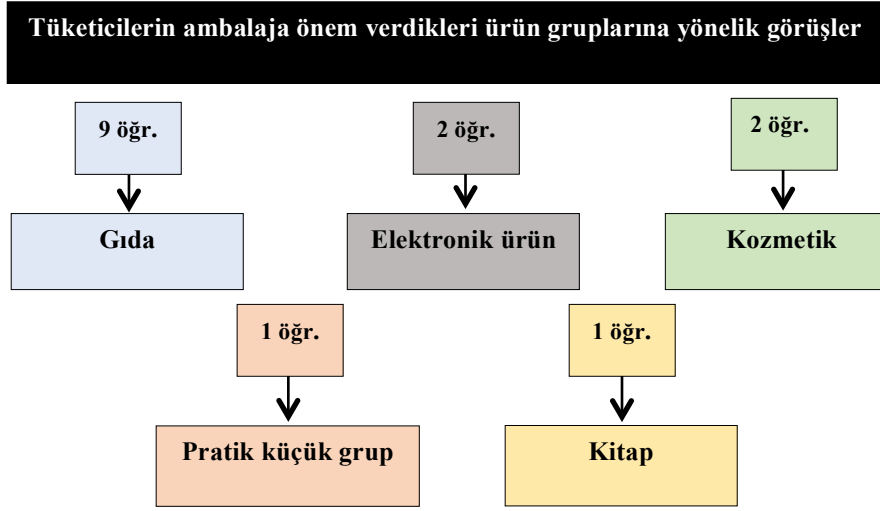 Tüketicilerin ambalaja önem verdikleri ürün gruplarına yönelik görüşler
9 öğr.
2 öğr.
2 öğr.
Gıda
Elektronik ürün
Kozmetik
1 öğr.
1 öğr.
Pratik küçük grup
Kitap